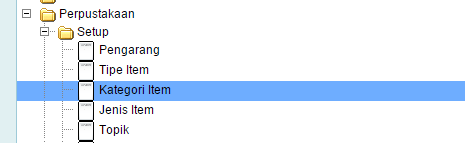 Perpustakaan
Setup
Pengarang
Tipe Item
Kategori Item
Jenis Item
Topik